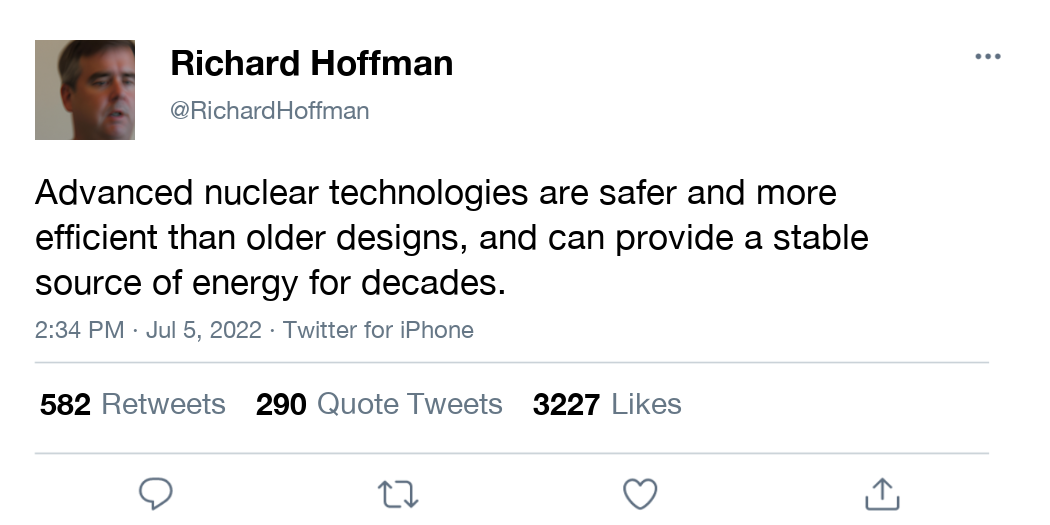 Richard Hoffman
@RichardHoffman
Advanced nuclear technologies are safer and more
efficient than older designs, and can provide a stable
source of energy for decades.
2:34 PM · Jul 5, 2022 · Twitter for iPhone
582 Retweets 290 Quote Tweets 3227 Likes